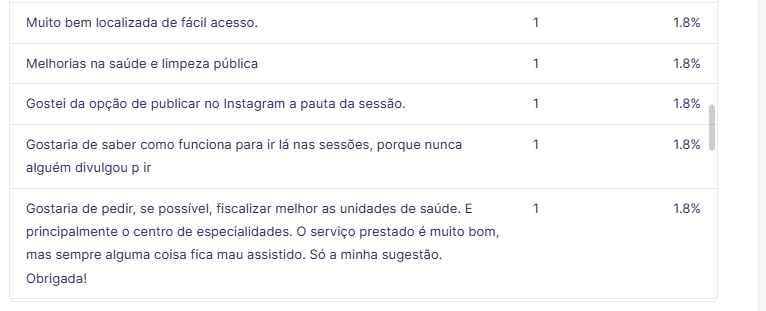 Muito bem localizada de fácil acesso. 1 1.8%
Melhorias na saúde e limpeza pública 1 1.8%
Gostei da opção de publicar no Instagram a pauta da sessão. 1 1.8%
Gostaria de saber como funciona para ir lá nas sessões, porque nunca 1 1.8%
alguém divulgou p ir
Gostaria de pedir, se possível, fiscalizar melhor as unidades de saúde. E 1 1.8%
principalmente o centro de especialidades. O serviço prestado é muito bom,
mas sempre alguma coisa fica mau assistido. Só a minha sugestão.
Obrigada!